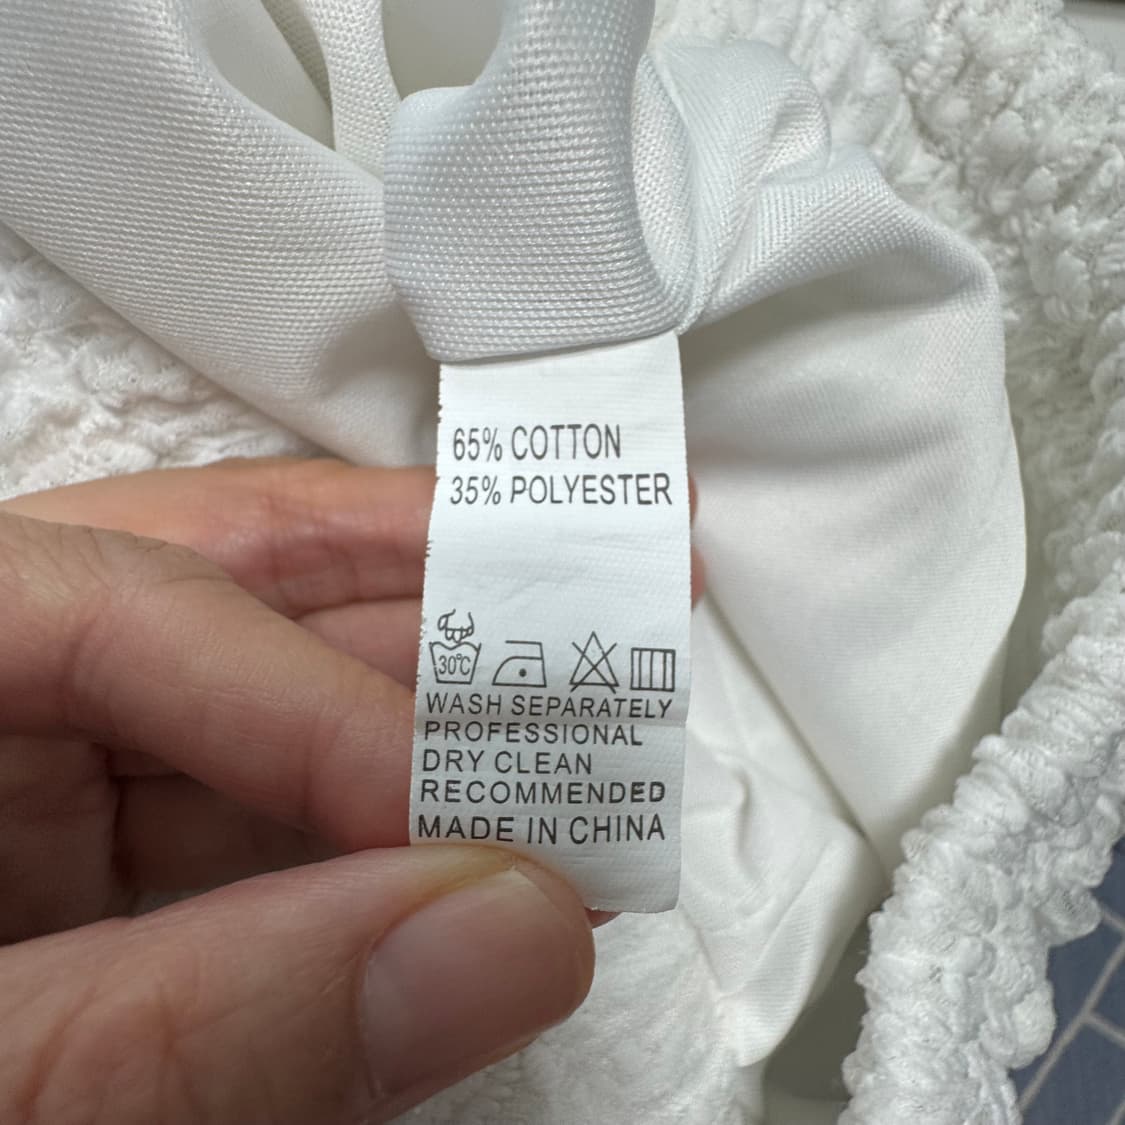 65% COTTON
35% POLYESTER
30℃
WASH SEPARATELY
PROFESSIONAL
DRY CLEAN
RECOMMENDED
MADE IN CHINA